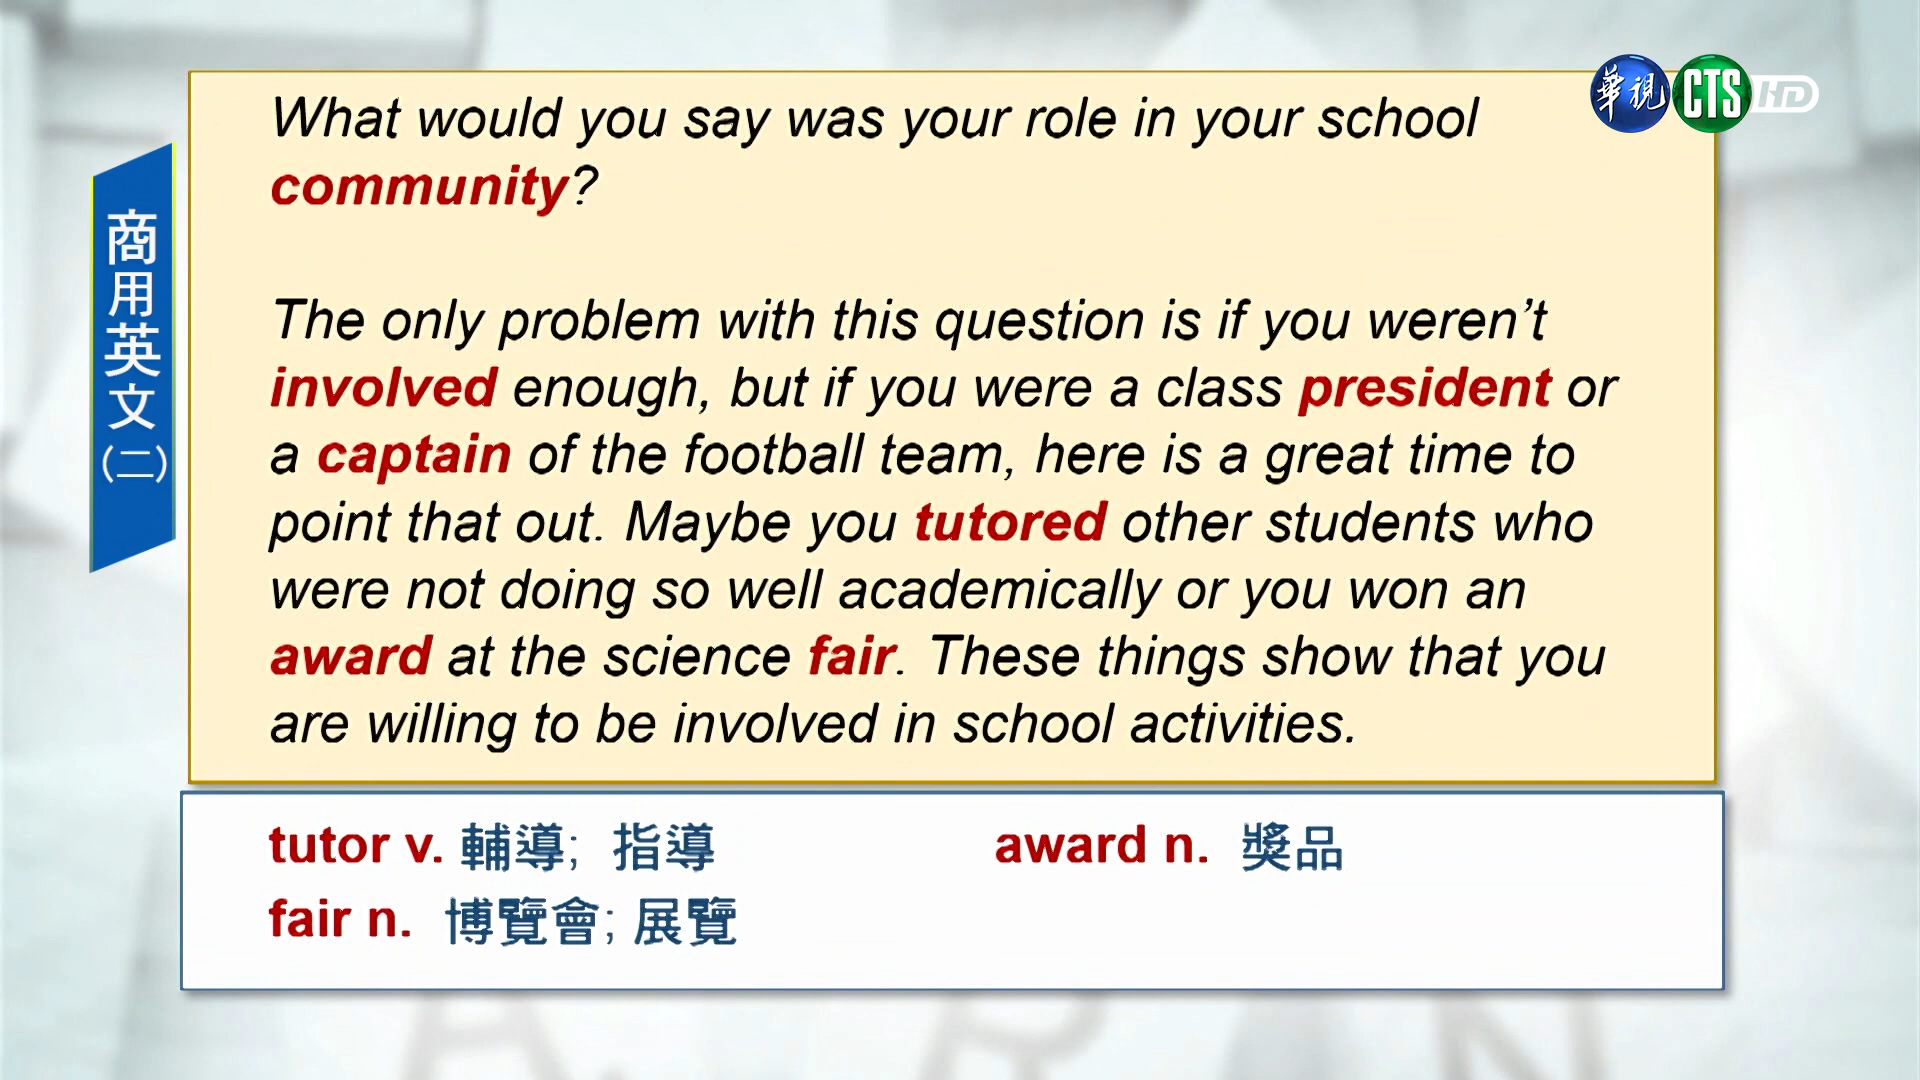 華視 CTS HD
商用英文(二)
What would you say was your role in your school
community?
The only problem with this question is if you weren’t
involved enough, but if you were a class president or
a captain of the football team, here is a great time to
point that out. Maybe you tutored other students who
were not doing so well academically or you won an
award at the science fair. These things show that you
are willing to be involved in school activities.
tutor v. 輔導; 指導
award n. 獎品
fair n. 博覽會; 展覽